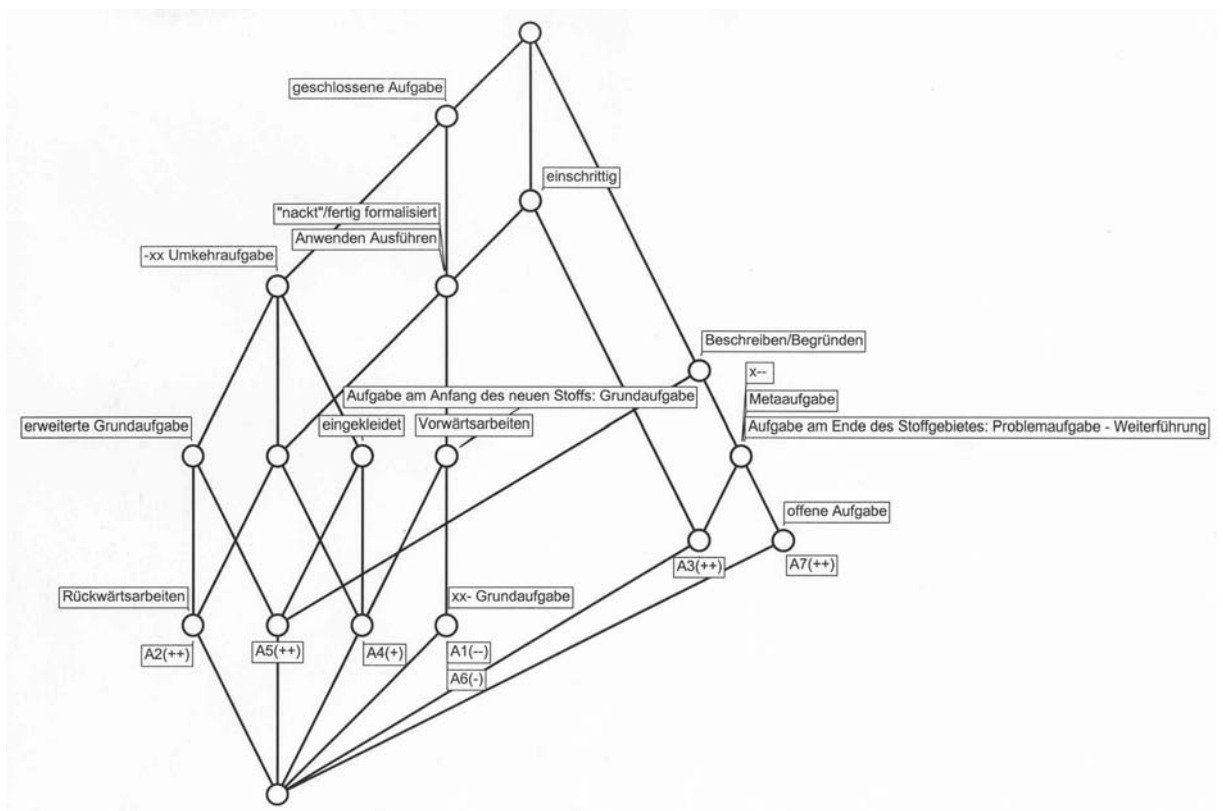 geschlossene Aufgabe
einschrittig
"nackt"/fertig formalisiert
Anwenden Ausführen
-xx Umkehraufgabe
Beschreiben/Begründen
x--
Metaaufgabe
Aufgabe am Anfang des neuen Stoffs: Grundaufgabe
erweiterte Grundaufgabe
eingekleidet
Vorwärtsarbeiten
Aufgabe am Ende des Stoffgebietes: Problemaufgabe - Weiterführung
offene Aufgabe
A3(++)
A7(++)
Rückwärtsarbeiten
xx- Grundaufgabe
A2(++)
A5(++)
A4(+)
A1(--)
A6(-)